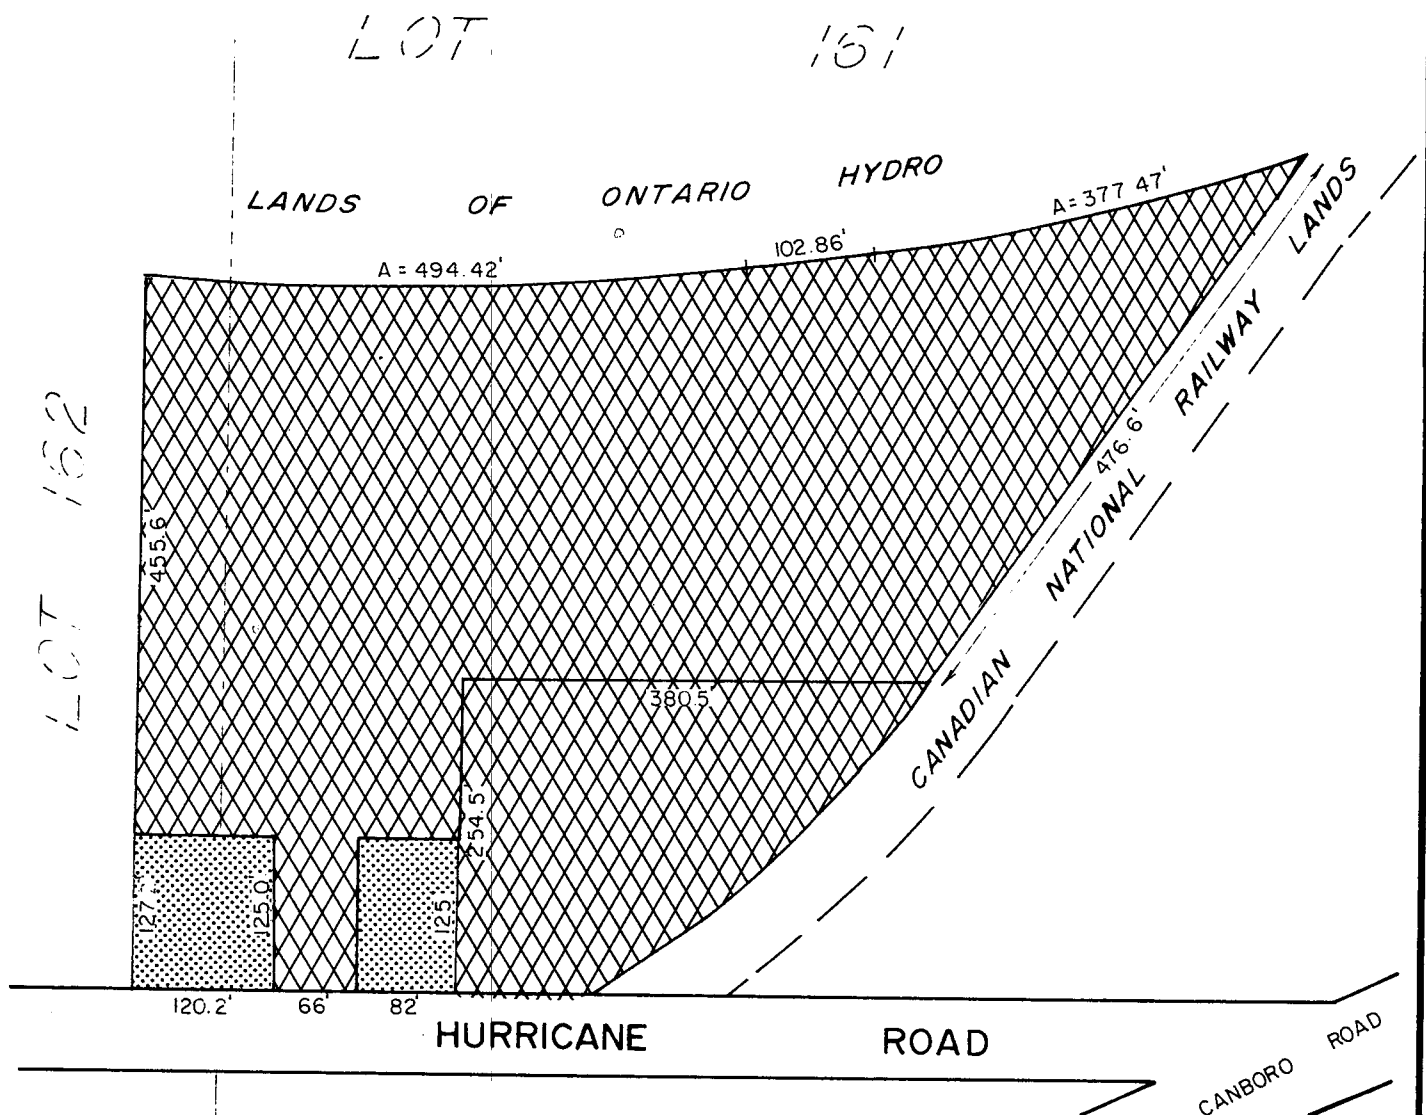 LOT 161
LANDS OF ONTARIO HYDRO
A = 377 47'
102.86'
A = 494.42'
LOT 162
455.6'
476.6'
CANADIAN NATIONAL RAILWAY LANDS
380.5
254.5'
127
125.0'
125
120.2' 66' 82'
HURRICANE ROAD
CANBORO ROAD